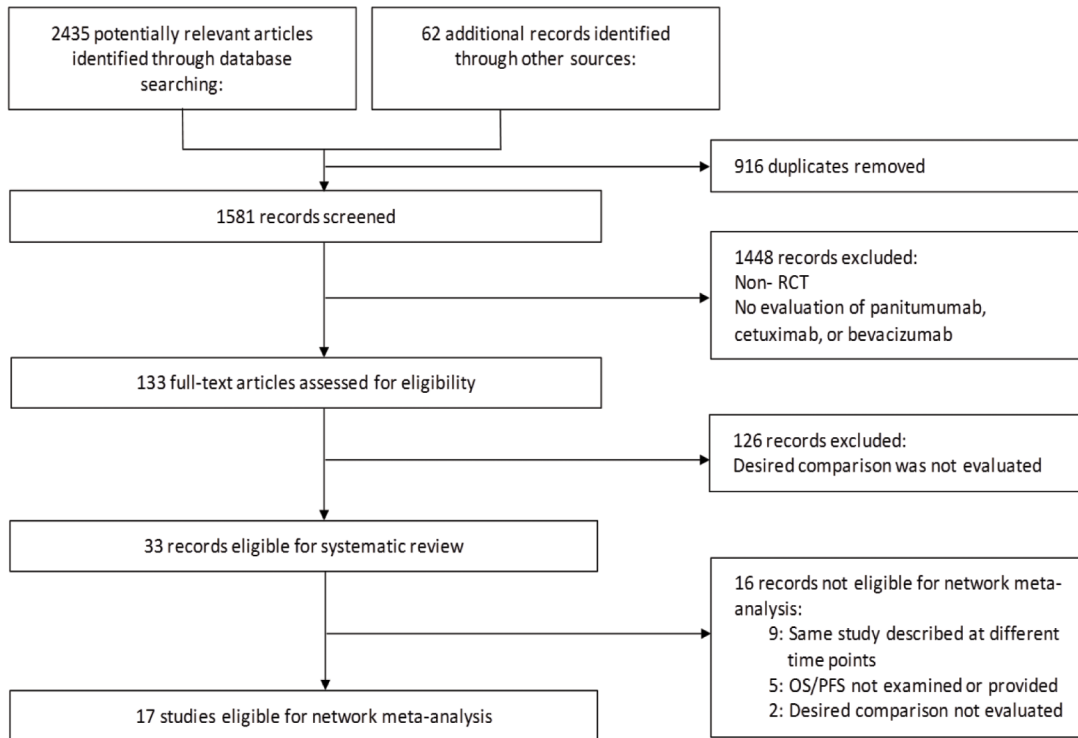 2435 potentially relevant articles
identified through database
searching:
62 additional records identified
through other sources:
916 duplicates removed
1581 records screened
1448 records excluded:
Non- RCT
No evaluation of panitumumab,
cetuximab, or bevacizumab
133 full-text articles assessed for eligibility
126 records excluded:
Desired comparison was not evaluated
33 records eligible for systematic review
16 records not eligible for network meta-
analysis:
9: Same study described at different
time points
5: OS/PFS not examined or provided
2: Desired comparison not evaluated
17 studies eligible for network meta-analysis